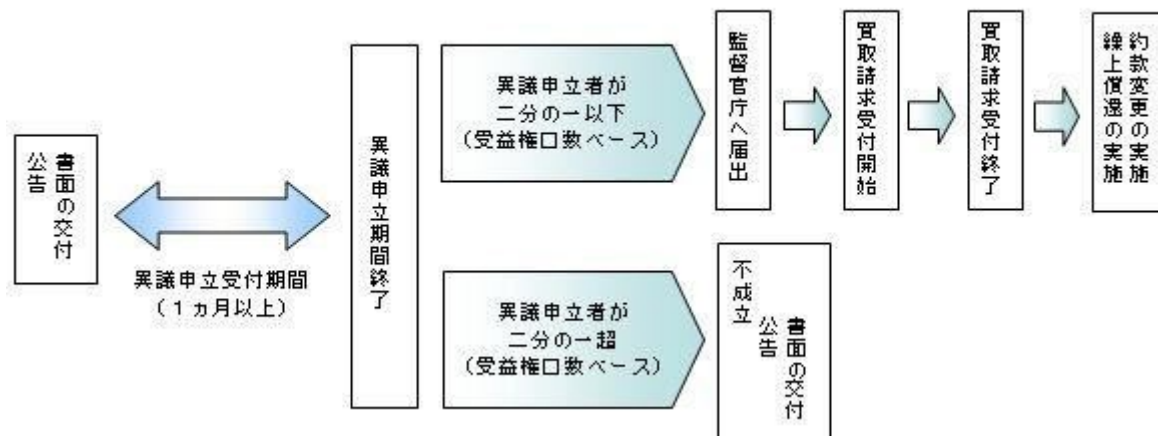 書面の交付
公告
異議申立受付期間
（１ヵ月以上）
異議申立期間終了
異議申立者が
二分の一以下
（受益権口数ベース）
監督官庁へ届出
買取請求受付開始
買取請求受付終了
約款変更の実施
繰上償還の実施
異議申立者が
二分の一超
（受益権口数ベース）
不成立
書面の交付
公告